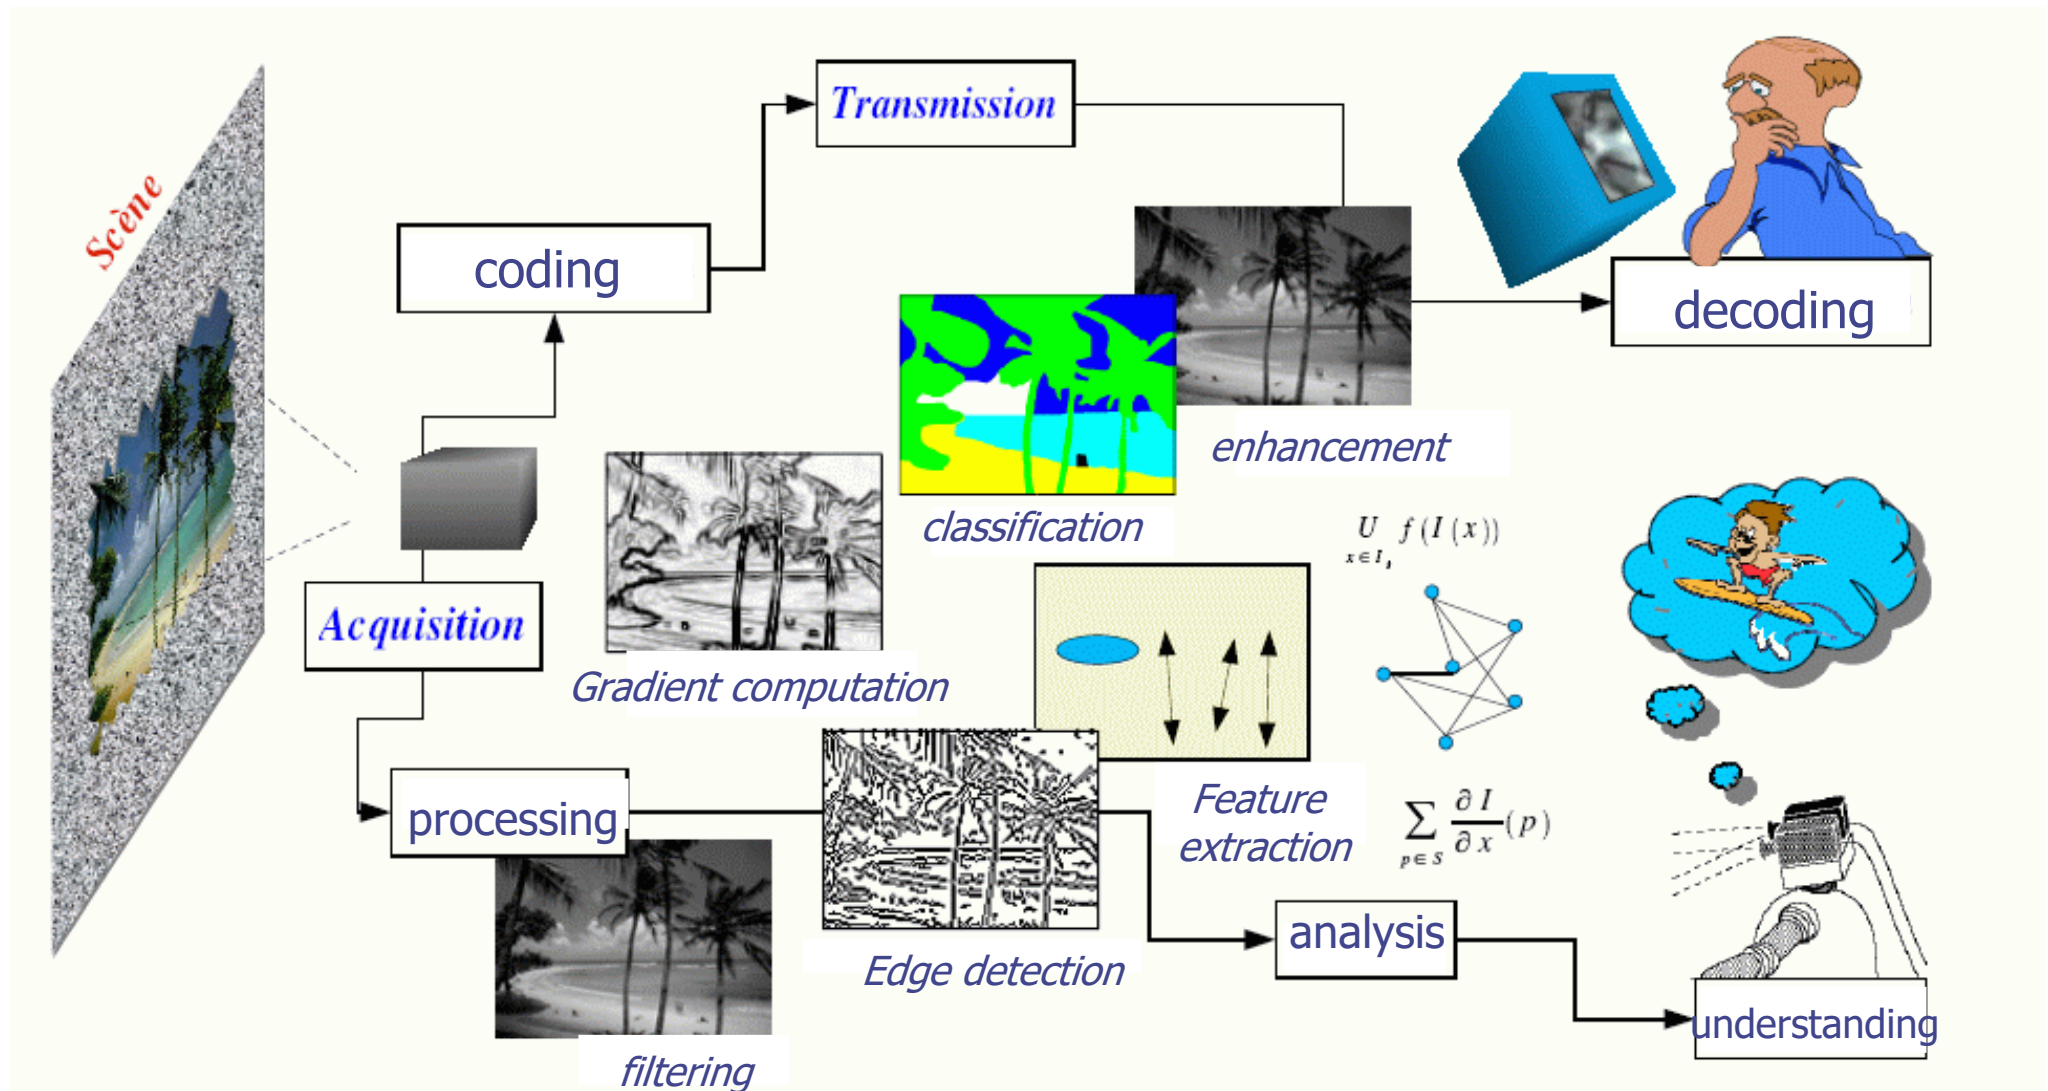 Scène
Transmission
coding
decoding
enhancement
classification
U f(I(x))
x∈I
Acquisition
Gradient computation
processing
Feature
extraction
∑ ∂I/∂x (p)
p∈S
analysis
Edge detection
understanding
filtering